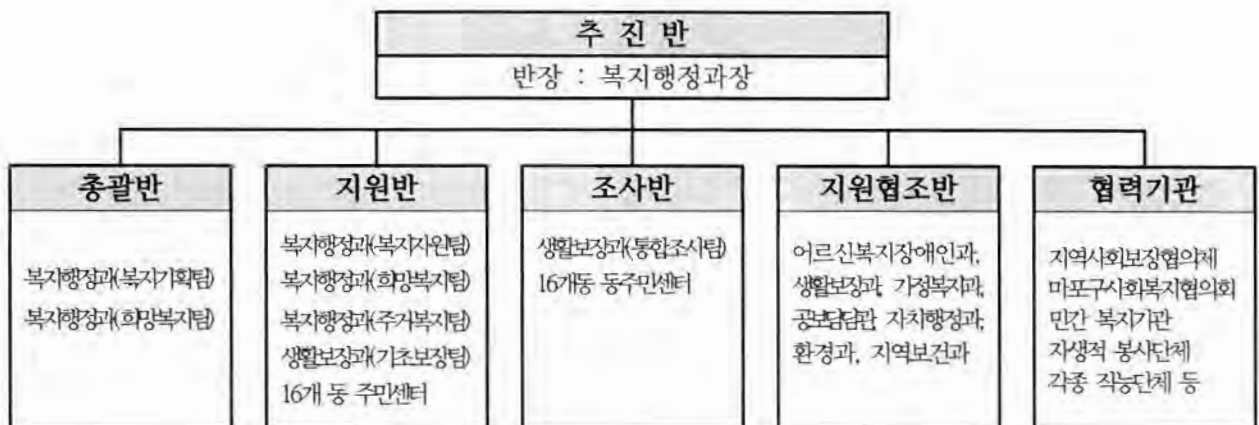 추 진 반
반장 : 복지행정과장
총괄반
복지행정과(복지기획팀)
복지행정과(희망복지팀)
지원반
복지행정과(복지자원팀)
복지행정과(희망복지팀)
복지행정과(주거복지팀)
생활보장과(기초보장팀)
16개 동 주민센터
조사반
생활보장과(통합조사팀)
16개동 동주민센터
지원협조반
어르신복지장애인과,
생활보장과, 가정복지과,
공보담담관, 자치행정과,
환경과, 지역보건과
협력기관
지역사회보장협의체
마포구사회복지협의회
민간 복지기관
자생적 봉사단체
각종 직능단체 등